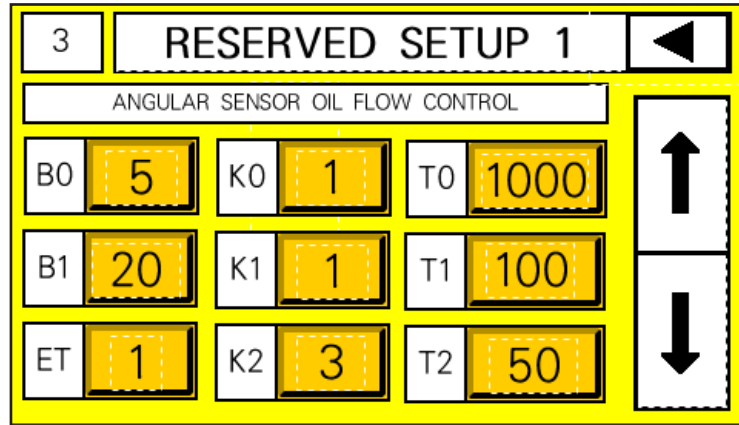 3 RESERVED SETUP 1
ANGULAR SENSOR OIL FLOW CONTROL
B0 5 K0 1 T0 1000
B1 20 K1 1 T1 100
ET 1 K2 3 T2 50